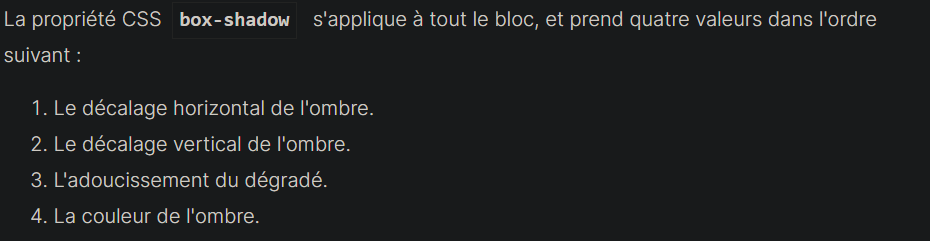 La propriété CSS box-shadow s'applique à tout le bloc, et prend quatre valeurs dans l'ordre
suivant :
1. Le décalage horizontal de l'ombre.
2. Le décalage vertical de l'ombre.
3. L'adoucissement du dégradé.
4. La couleur de l'ombre.